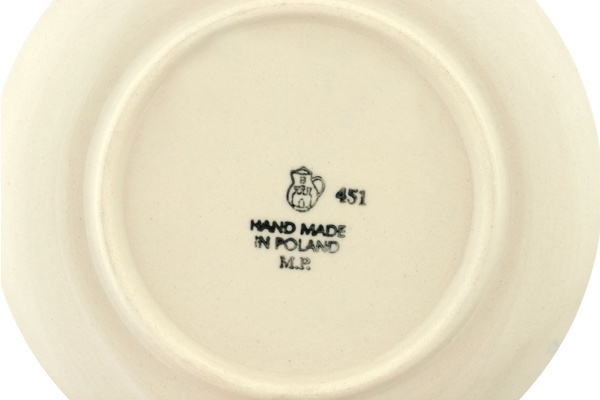 451
HAND MADE
IN POLAND
M.P.